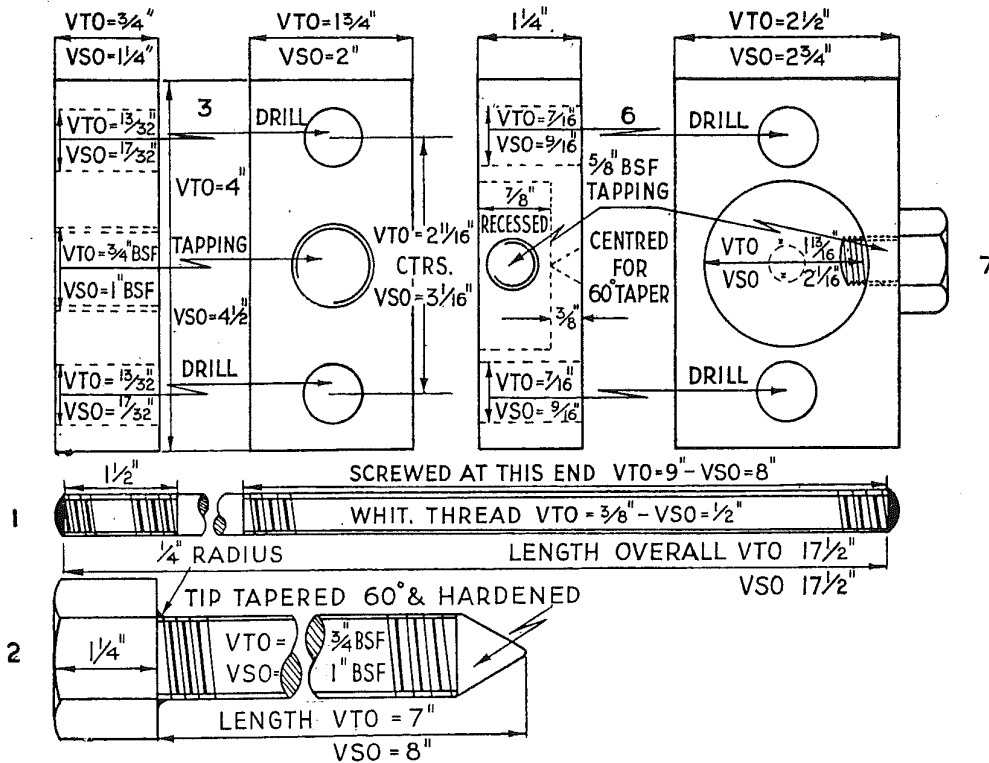 VTO=3/4"
VSO=1 1/4"
VTO=1 3/4"
VSO=2"
1 1/4"
VTO=2 1/2"
VSO=2 3/4"
3
DRILL
VTO=13/32"
VSO=17/32"
VTO=4"
VTO=3/4"BSF
VSO=1"BSF
TAPPING
VSO=4 1/2"
VTO=2 11/16"
CTRS.
VSO=3 1/16"
DRILL
VTO=13/32"
VSO=17/32"
6
VTO=7/16"
VSO=9/16"
DRILL
5/8" BSF
TAPPING
7/8"
RECESSED
CENTRED
FOR
60° TAPER
3/8"
VTO 1 13/16"
VSO 2 1/16"
7
DRILL
VTO=7/16"
VSO=9/16"
1 1/2"
SCREWED AT THIS END VTO=9"-VSO=8"
1
WHIT. THREAD VTO=3/8"-VSO=1/2"
1/4" RADIUS
LENGTH OVERALL VTO 17 1/2"
VSO 17 1/2"
TIP TAPERED 60° & HARDENED
2
1 1/4"
VTO= 3/4" BSF
VSO= 1" BSF
LENGTH VTO=7"
VSO=8"